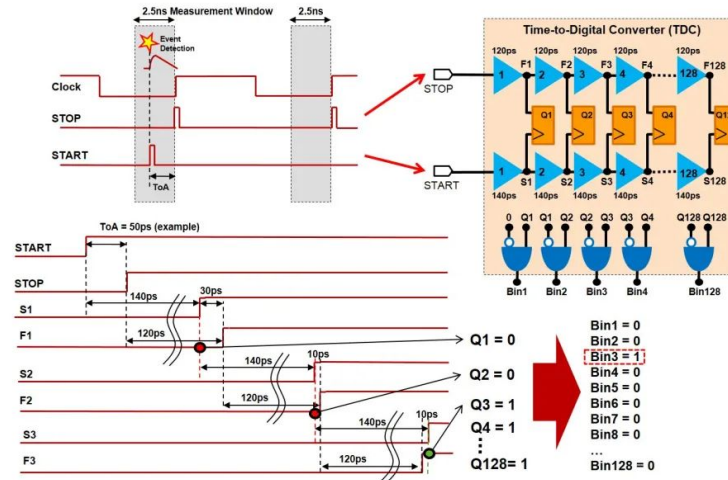 2.5ns Measurement Window
2.5ns
Event
Detection
Clock
STOP
START
ToA
Time-to-Digital Converter (TDC)
120ps 120ps 120ps 120ps 120ps
F1 F2 F3 F4 F128
1 2 3 4 128
STOP
Q1 Q2 Q3 Q4
START
1 2 3 4 128
S1 S2 S3 S4 S128
140ps 140ps 140ps 140ps 140ps
0 Q1 Q1 Q2 Q2 Q3 Q3 Q4 Q128 Q128
Bin1 Bin2 Bin3 Bin4 Bin128
ToA = 50ps (example)
START
STOP
140ps 30ps
S1
F1
120ps
140ps 10ps
S2
F2
120ps
140ps 10ps
S3
F3
120ps
Q1 = 0
Q2 = 0
Q3 = 1
Q4 = 1
Q128= 1
Bin1 = 0
Bin2 = 0
Bin3 = 1
Bin4 = 0
Bin5 = 0
Bin6 = 0
Bin7 = 0
Bin8 = 0
...
Bin128 = 0